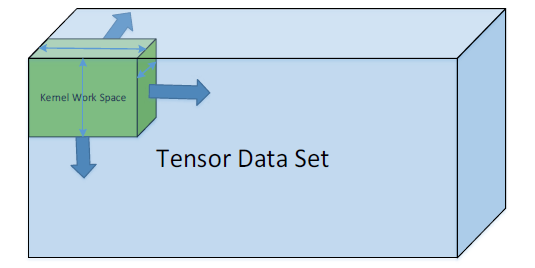 Kernel Work Space
Tensor Data Set